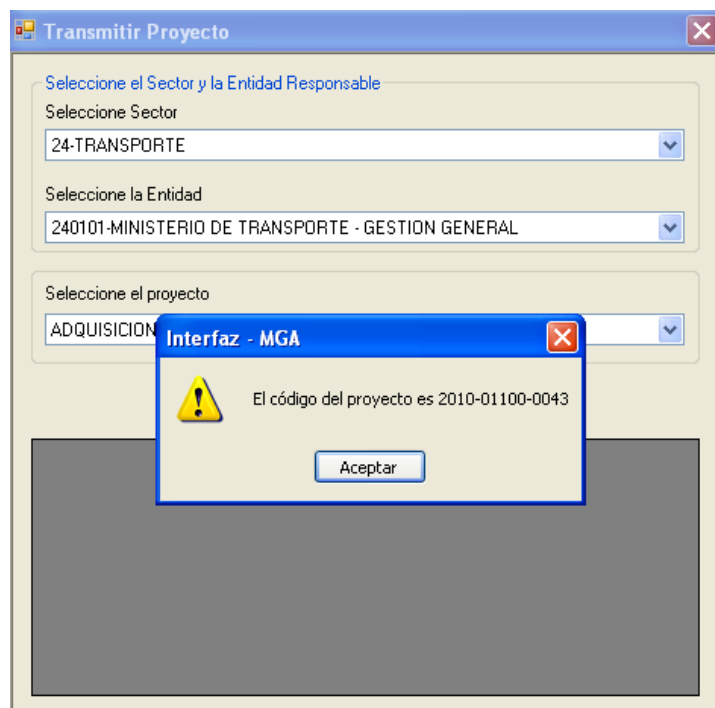 Transmitir Proyecto
Seleccione el Sector y la Entidad Responsable
Seleccione Sector
24-TRANSPORTE
Seleccione la Entidad
240101-MINISTERIO DE TRANSPORTE - GESTION GENERAL
Seleccione el proyecto
ADQUISICION
Interfaz - MGA
El código del proyecto es 2010-01100-0043
Aceptar